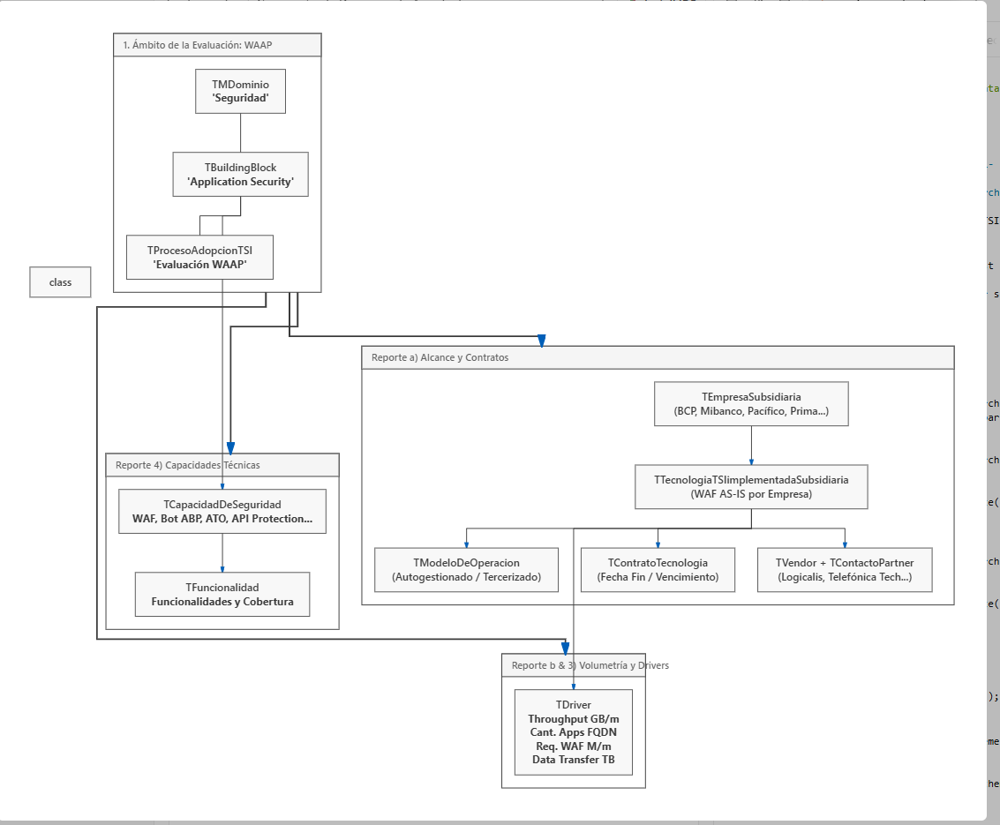 1. Ámbito de la Evaluación: WAAP
TMDominio
'Seguridad'
TBuildingBlock
'Application Security'
TProcesoAdopcionTSI
'Evaluación WAAP'
class
Reporte a) Alcance y Contratos
TEmpresaSubsidiaria
(BCP, Mibanco, Pacífico, Prima...)
TTecnologiaTSIimplementadaSubsidiaria
(WAF AS-IS por Empresa)
TModeloDeOperacion
(Autogestionado / Tercerizado)
TContratoTecnologia
(Fecha Fin / Vencimiento)
TVendor + TContactoPartner
(Logicalis, Telefónica Tech...)
Reporte 4) Capacidades Técnicas
TCapacidadDeSeguridad
WAF, Bot ABP, ATO, API Protection...
TFuncionalidad
Funcionalidades y Cobertura
Reporte b & 3) Volumetría y Drivers
TDriver
Throughput GB/m
Cant. Apps FQDN
Req. WAF M/m
Data Transfer TB